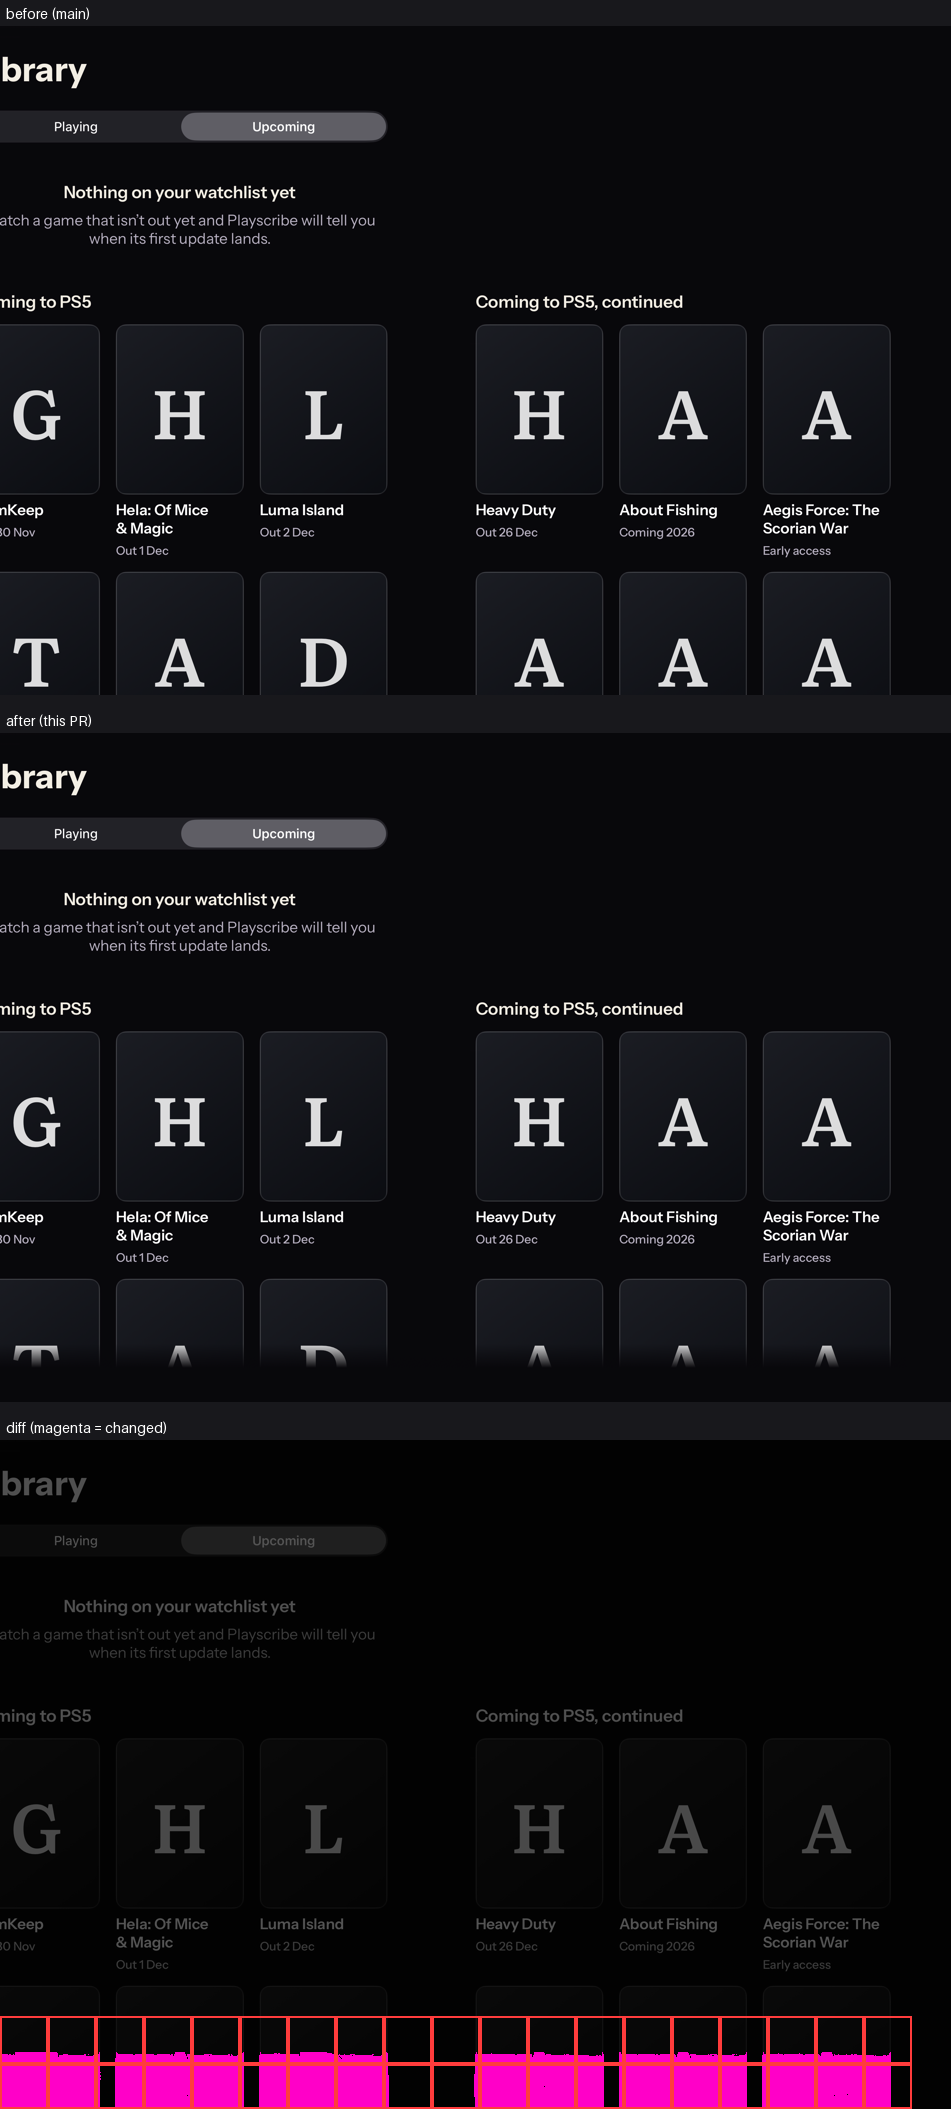 before (main)
brary
Playing Upcoming
Nothing on your watchlist yet
atch a game that isn't out yet and Playscribe will tell you
when its first update lands.
ming to PS5 Coming to PS5, continued
G H L H A A
mKeep Hela: Of Mice Luma Island Heavy Duty About Fishing Aegis Force: The
& Magic Scorian War
30 Nov Out 1 Dec Out 2 Dec Out 26 Dec Coming 2026 Early access
T A D A A A
after (this PR)
brary
Playing Upcoming
Nothing on your watchlist yet
atch a game that isn't out yet and Playscribe will tell you
when its first update lands.
ming to PS5 Coming to PS5, continued
G H L H A A
mKeep Hela: Of Mice Luma Island Heavy Duty About Fishing Aegis Force: The
& Magic Scorian War
30 Nov Out 1 Dec Out 2 Dec Out 26 Dec Coming 2026 Early access
T A D A A A
diff (magenta = changed)
brary
Playing Upcoming
Nothing on your watchlist yet
atch a game that isn't out yet and Playscribe will tell you
when its first update lands.
ming to PS5 Coming to PS5, continued
G H L H A A
mKeep Hela: Of Mice Luma Island Heavy Duty About Fishing Aegis Force: The
& Magic Scorian War
30 Nov Out 1 Dec Out 2 Dec Out 26 Dec Coming 2026 Early access